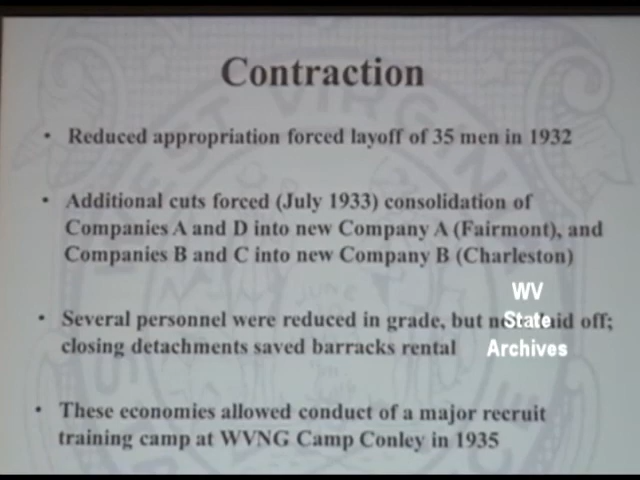 Contraction
• Reduced appropriation forced layoff of 35 men in 1932
• Additional cuts forced (July 1933) consolidation of
Companies A and D into new Company A (Fairmont), and
Companies B and C into new Company B (Charleston)
• Several personnel were reduced in grade, but laid off;
closing detachments saved barracks rental
• These economies allowed conduct of a major recruit
training camp at WVNG Camp Conley in 1935
WV
State
Archives